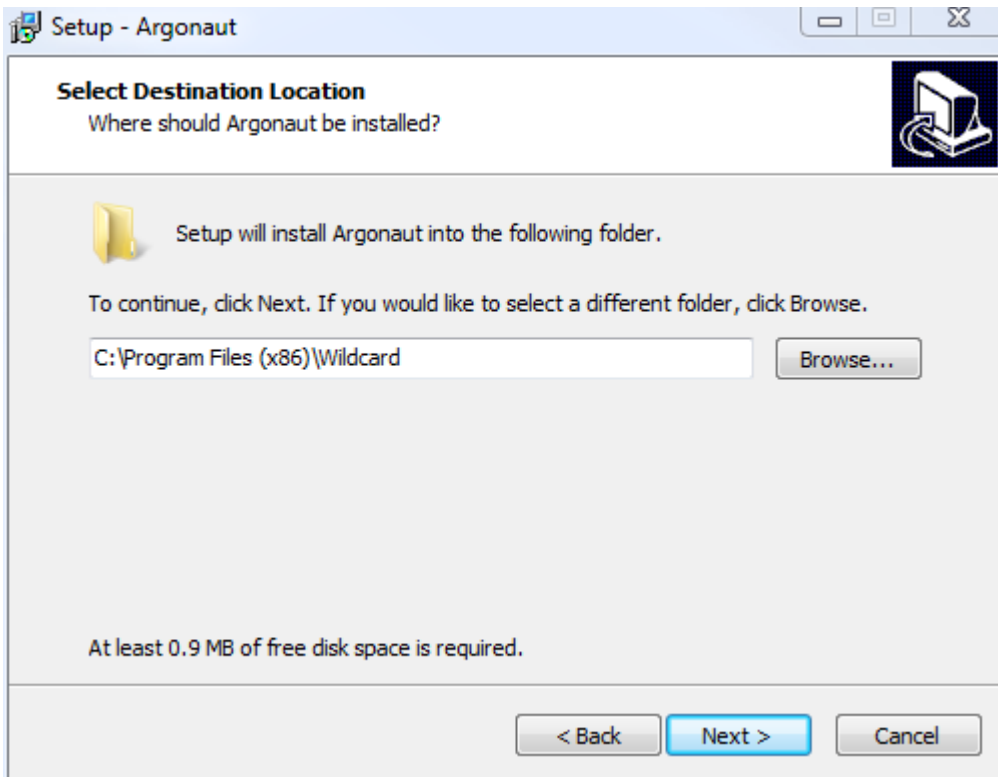 Setup - Argonaut
Select Destination Location
Where should Argonaut be installed?
Setup will install Argonaut into the following folder.
To continue, click Next. If you would like to select a different folder, click Browse.
C:\Program Files (x86)\Wildcard
Browse...
At least 0.9 MB of free disk space is required.
< Back
Next >
Cancel